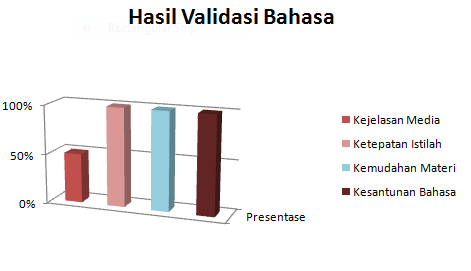 Hasil Validasi Bahasa
100%
50%
0%
Presentase
Kejelasan Media
Ketepatan Istilah
Kemudahan Materi
Kesantunan Bahasa